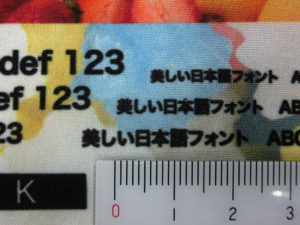 def 123 美しい日本語フォント A
ef 123 美しい日本語フォント AB
23 美しい日本語フォント ABC
K
0 1 2 3